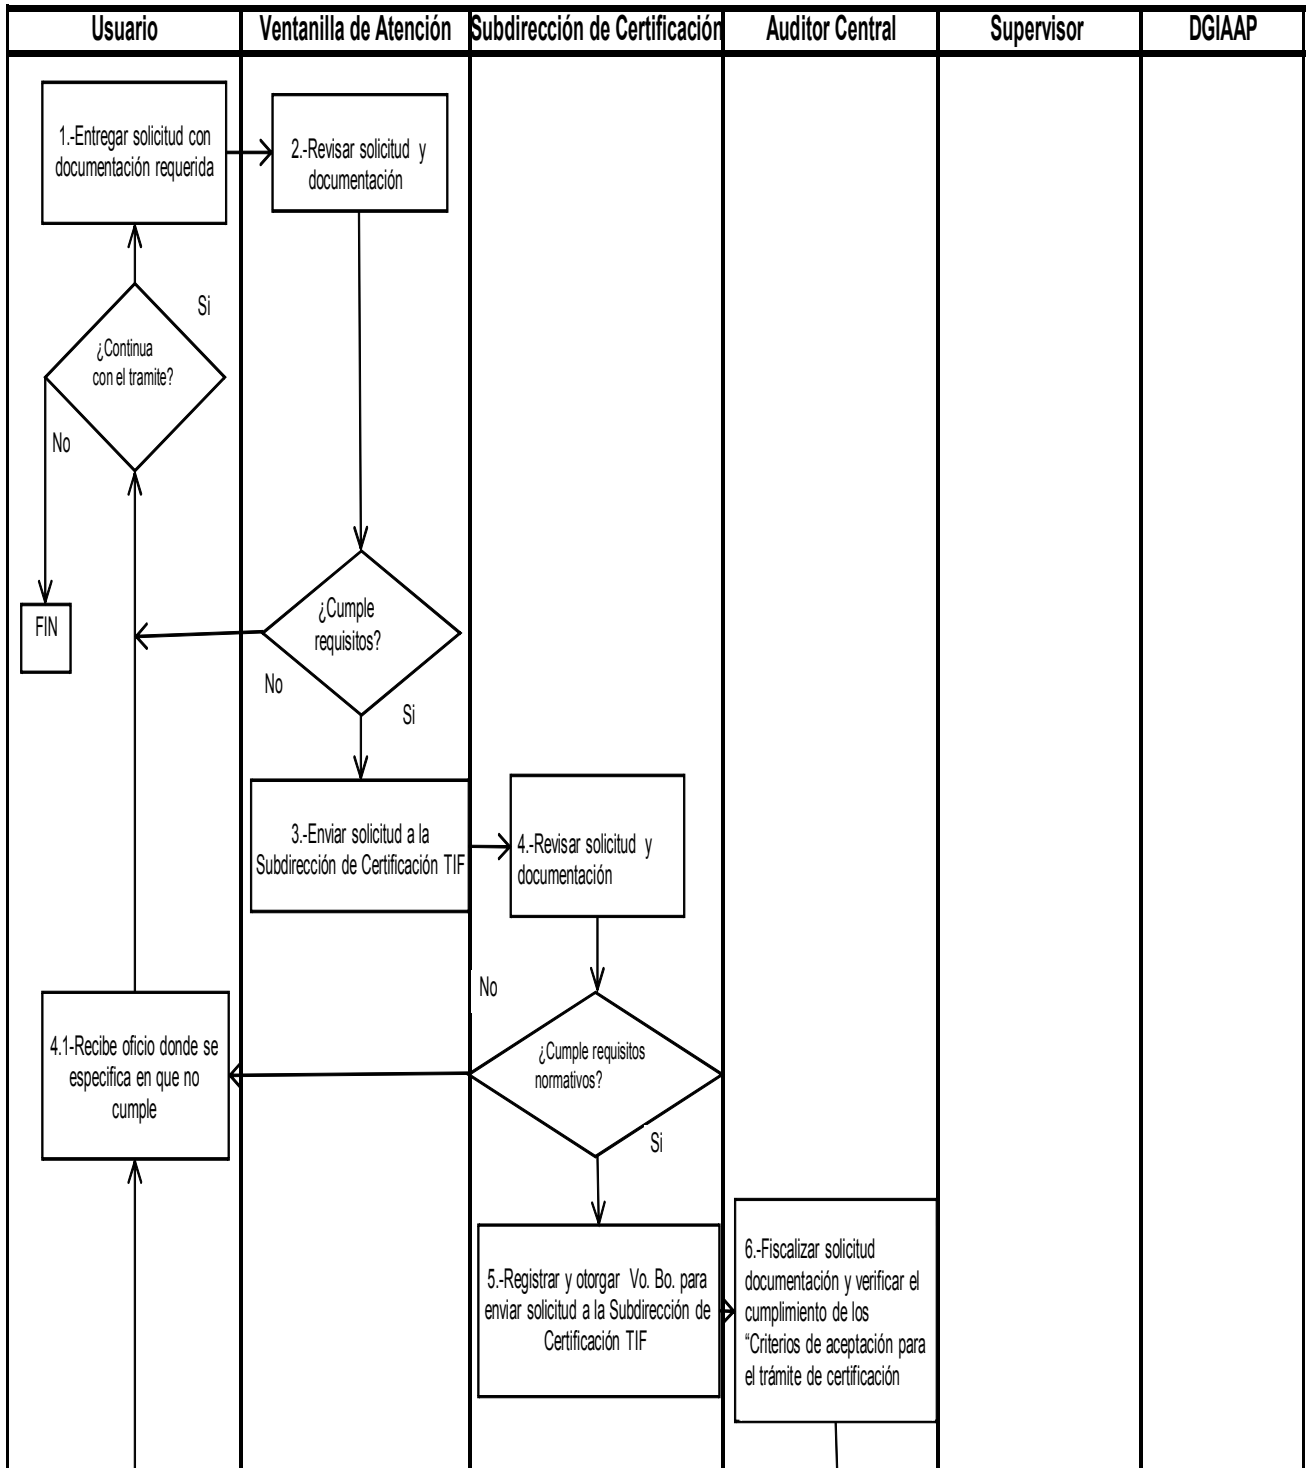 Usuario
Ventanilla de Atención
Subdirección de Certificación
Auditor Central
Supervisor
DGIAAP
1.-Entregar solicitud con
documentación requerida
2.-Revisar solicitud y
documentación
Si
¿Continua
con el tramite?
No
FIN
¿Cumple
requisitos?
No
Si
3.-Enviar solicitud a la
Subdirección de Certificación TIF
4.-Revisar solicitud y
documentación
No
¿Cumple requisitos
normativos?
Si
4.1-Recibe oficio donde se
especifica en que no
cumple
5.-Registrar y otorgar Vo. Bo. para
enviar solicitud a la Subdirección de
Certificación TIF
6.-Fiscalizar solicitud
documentación y verificar el
cumplimiento de los
“Criterios de aceptación para
el trámite de certificación